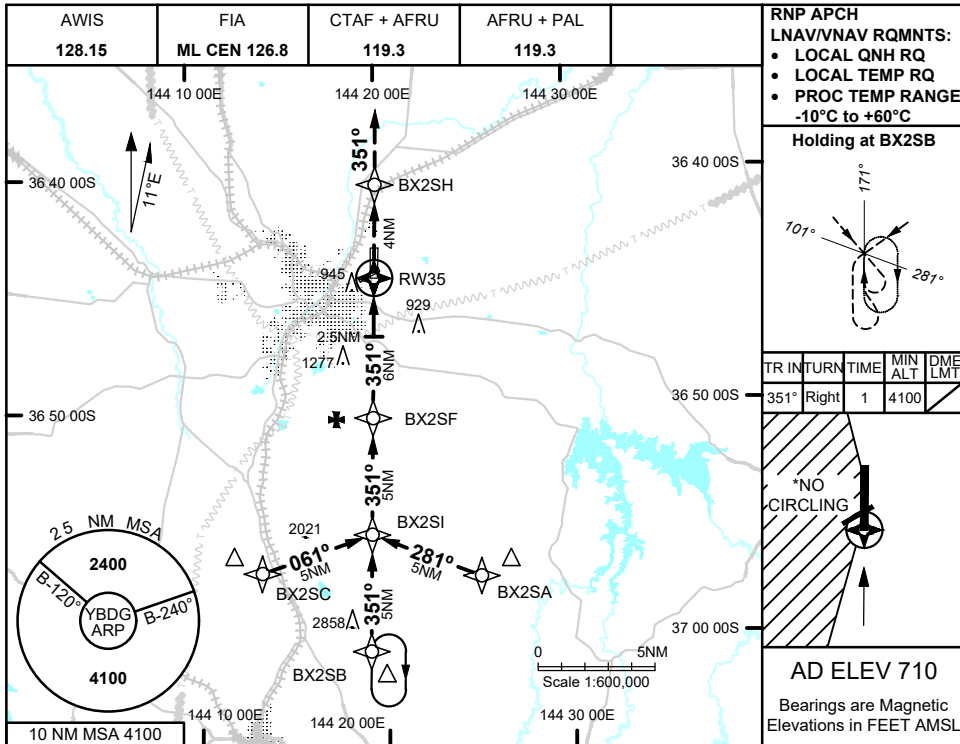 AWIS
128.15
FIA
ML CEN 126.8
CTAF + AFRU
119.3
AFRU + PAL
119.3
RNP APCH
LNAV/VNAV RQMNTS:
• LOCAL QNH RQ
• LOCAL TEMP RQ
• PROC TEMP RANGE
-10°C to +60°C
144 10 00E
144 20 00E
144 30 00E
Holding at BX2SB
171°
101°
281°
TR IN TURN TIME MIN ALT DME LMT
351° Right 1 4100
36 40 00S
36 40 00S
11°E
351°
BX2SH
4NM
945
RW35
929
2.5NM
1277
351°
6NM
36 50 00S
36 50 00S
BX2SF
351°
5NM
*NO
CIRCLING
2021
BX2SI
061°
5NM
281°
5NM
BX2SC
BX2SA
351°
5NM
2858
37 00 00S
BX2SB
25 NM MSA
2400
B-120°
B-240°
YBDG
ARP
4100
0
5NM
Scale 1:600,000
144 10 00E
144 20 00E
144 30 00E
10 NM MSA 4100
AD ELEV 710
Bearings are Magnetic
Elevations in FEET AMSL